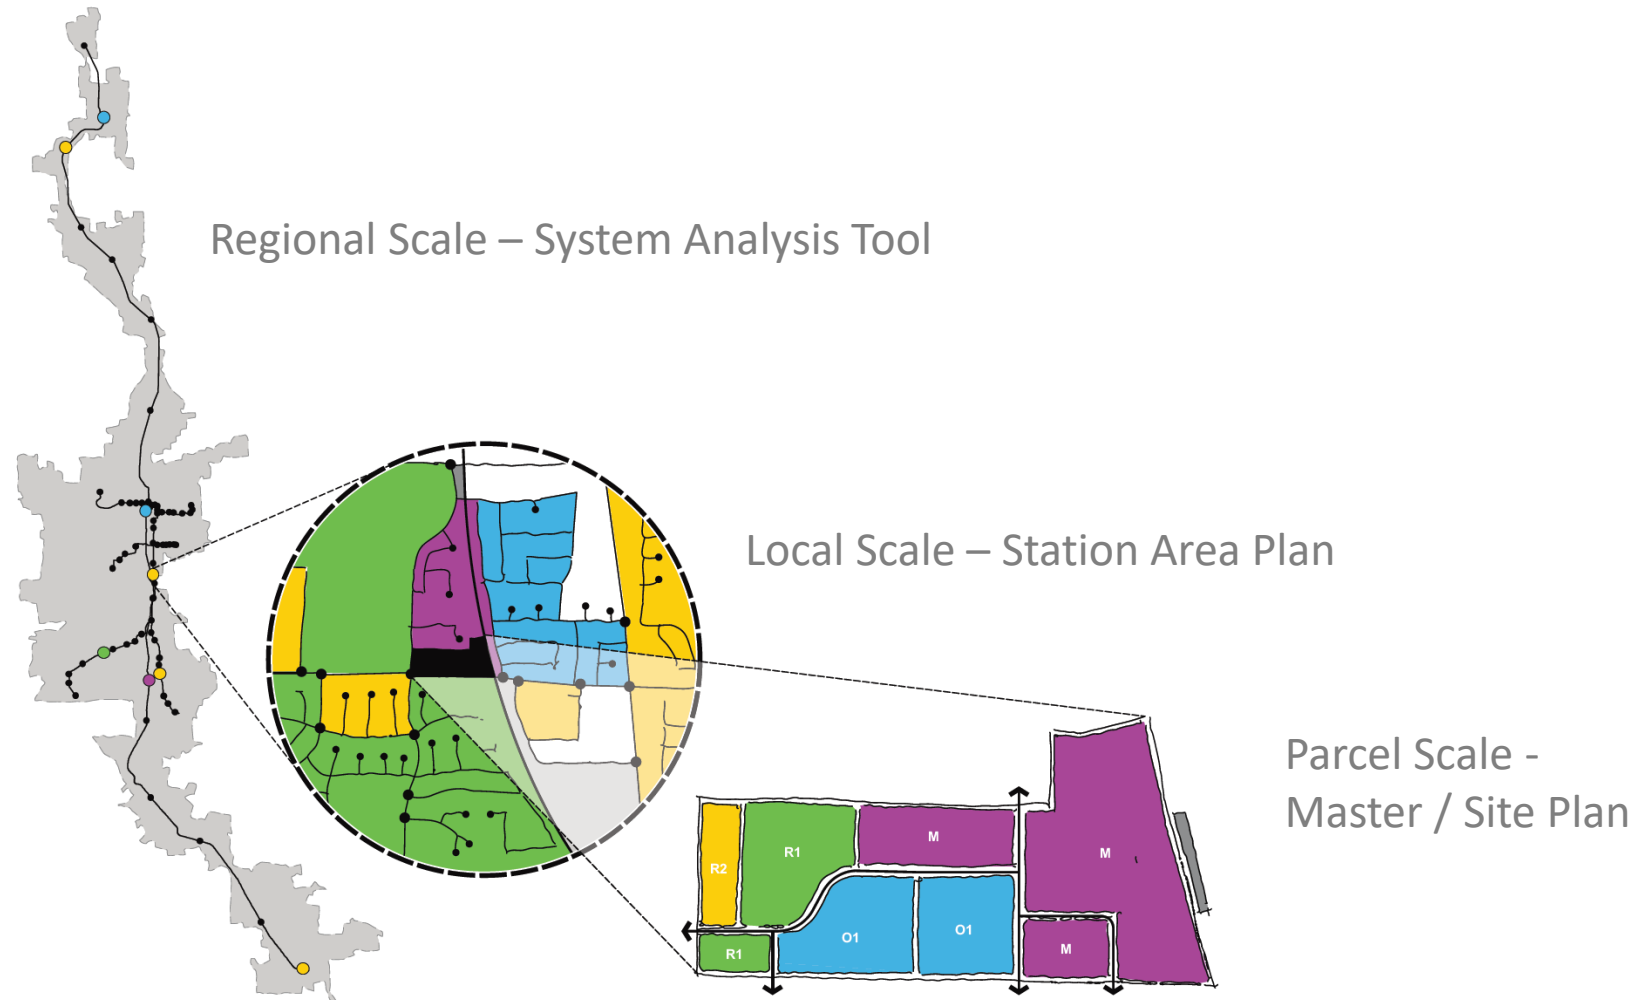 Regional Scale – System Analysis Tool
Local Scale – Station Area Plan
Parcel Scale -
Master / Site Plan
M
R1
M
R2
O1
O1
M
R1